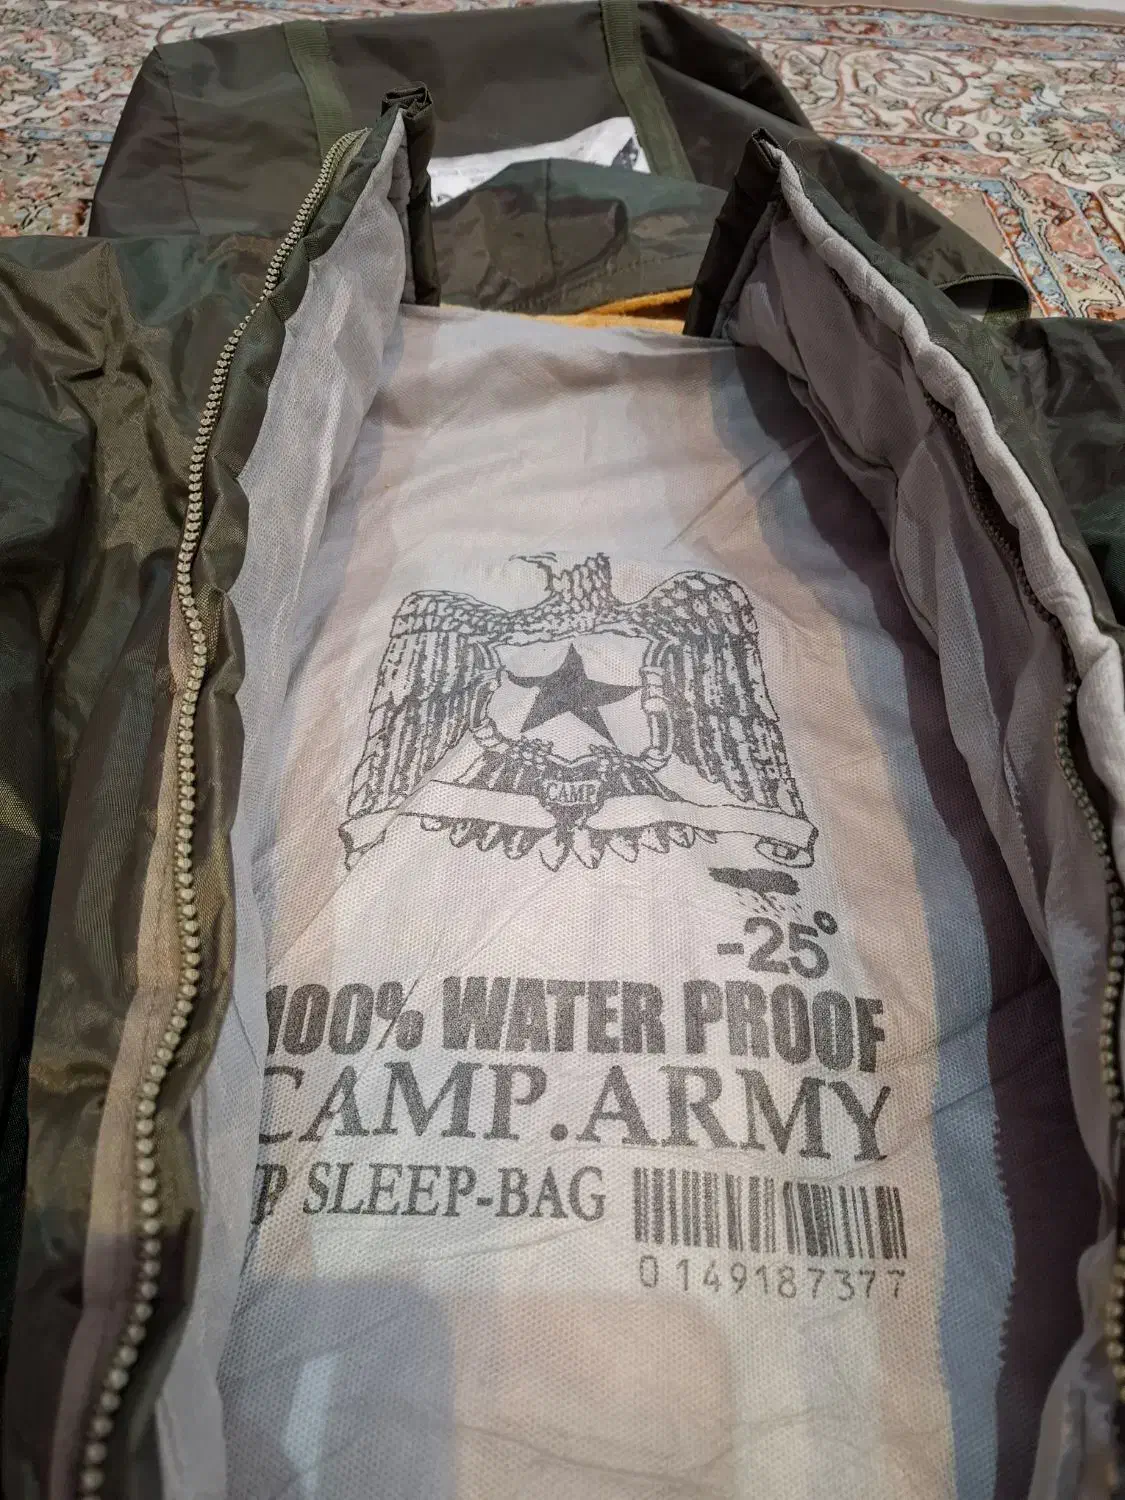 CAMP
-25°
100% WATER PROOF
CAMP.ARMY
SLEEP-BAG
0149187377